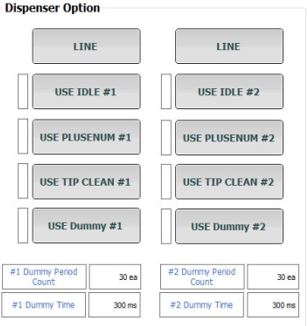 Dispenser Option
LINE
LINE
USE IDLE #1
USE IDLE #2
USE PLUSENUM #1
USE PLUSENUM #2
USE TIP CLEAN #1
USE TIP CLEAN #2
USE Dummy #1
USE Dummy #2
#1 Dummy Period
Count
30 ea
#2 Dummy Period
Count
30 ea
#1 Dummy Time
300 ms
#2 Dummy Time
300 ms